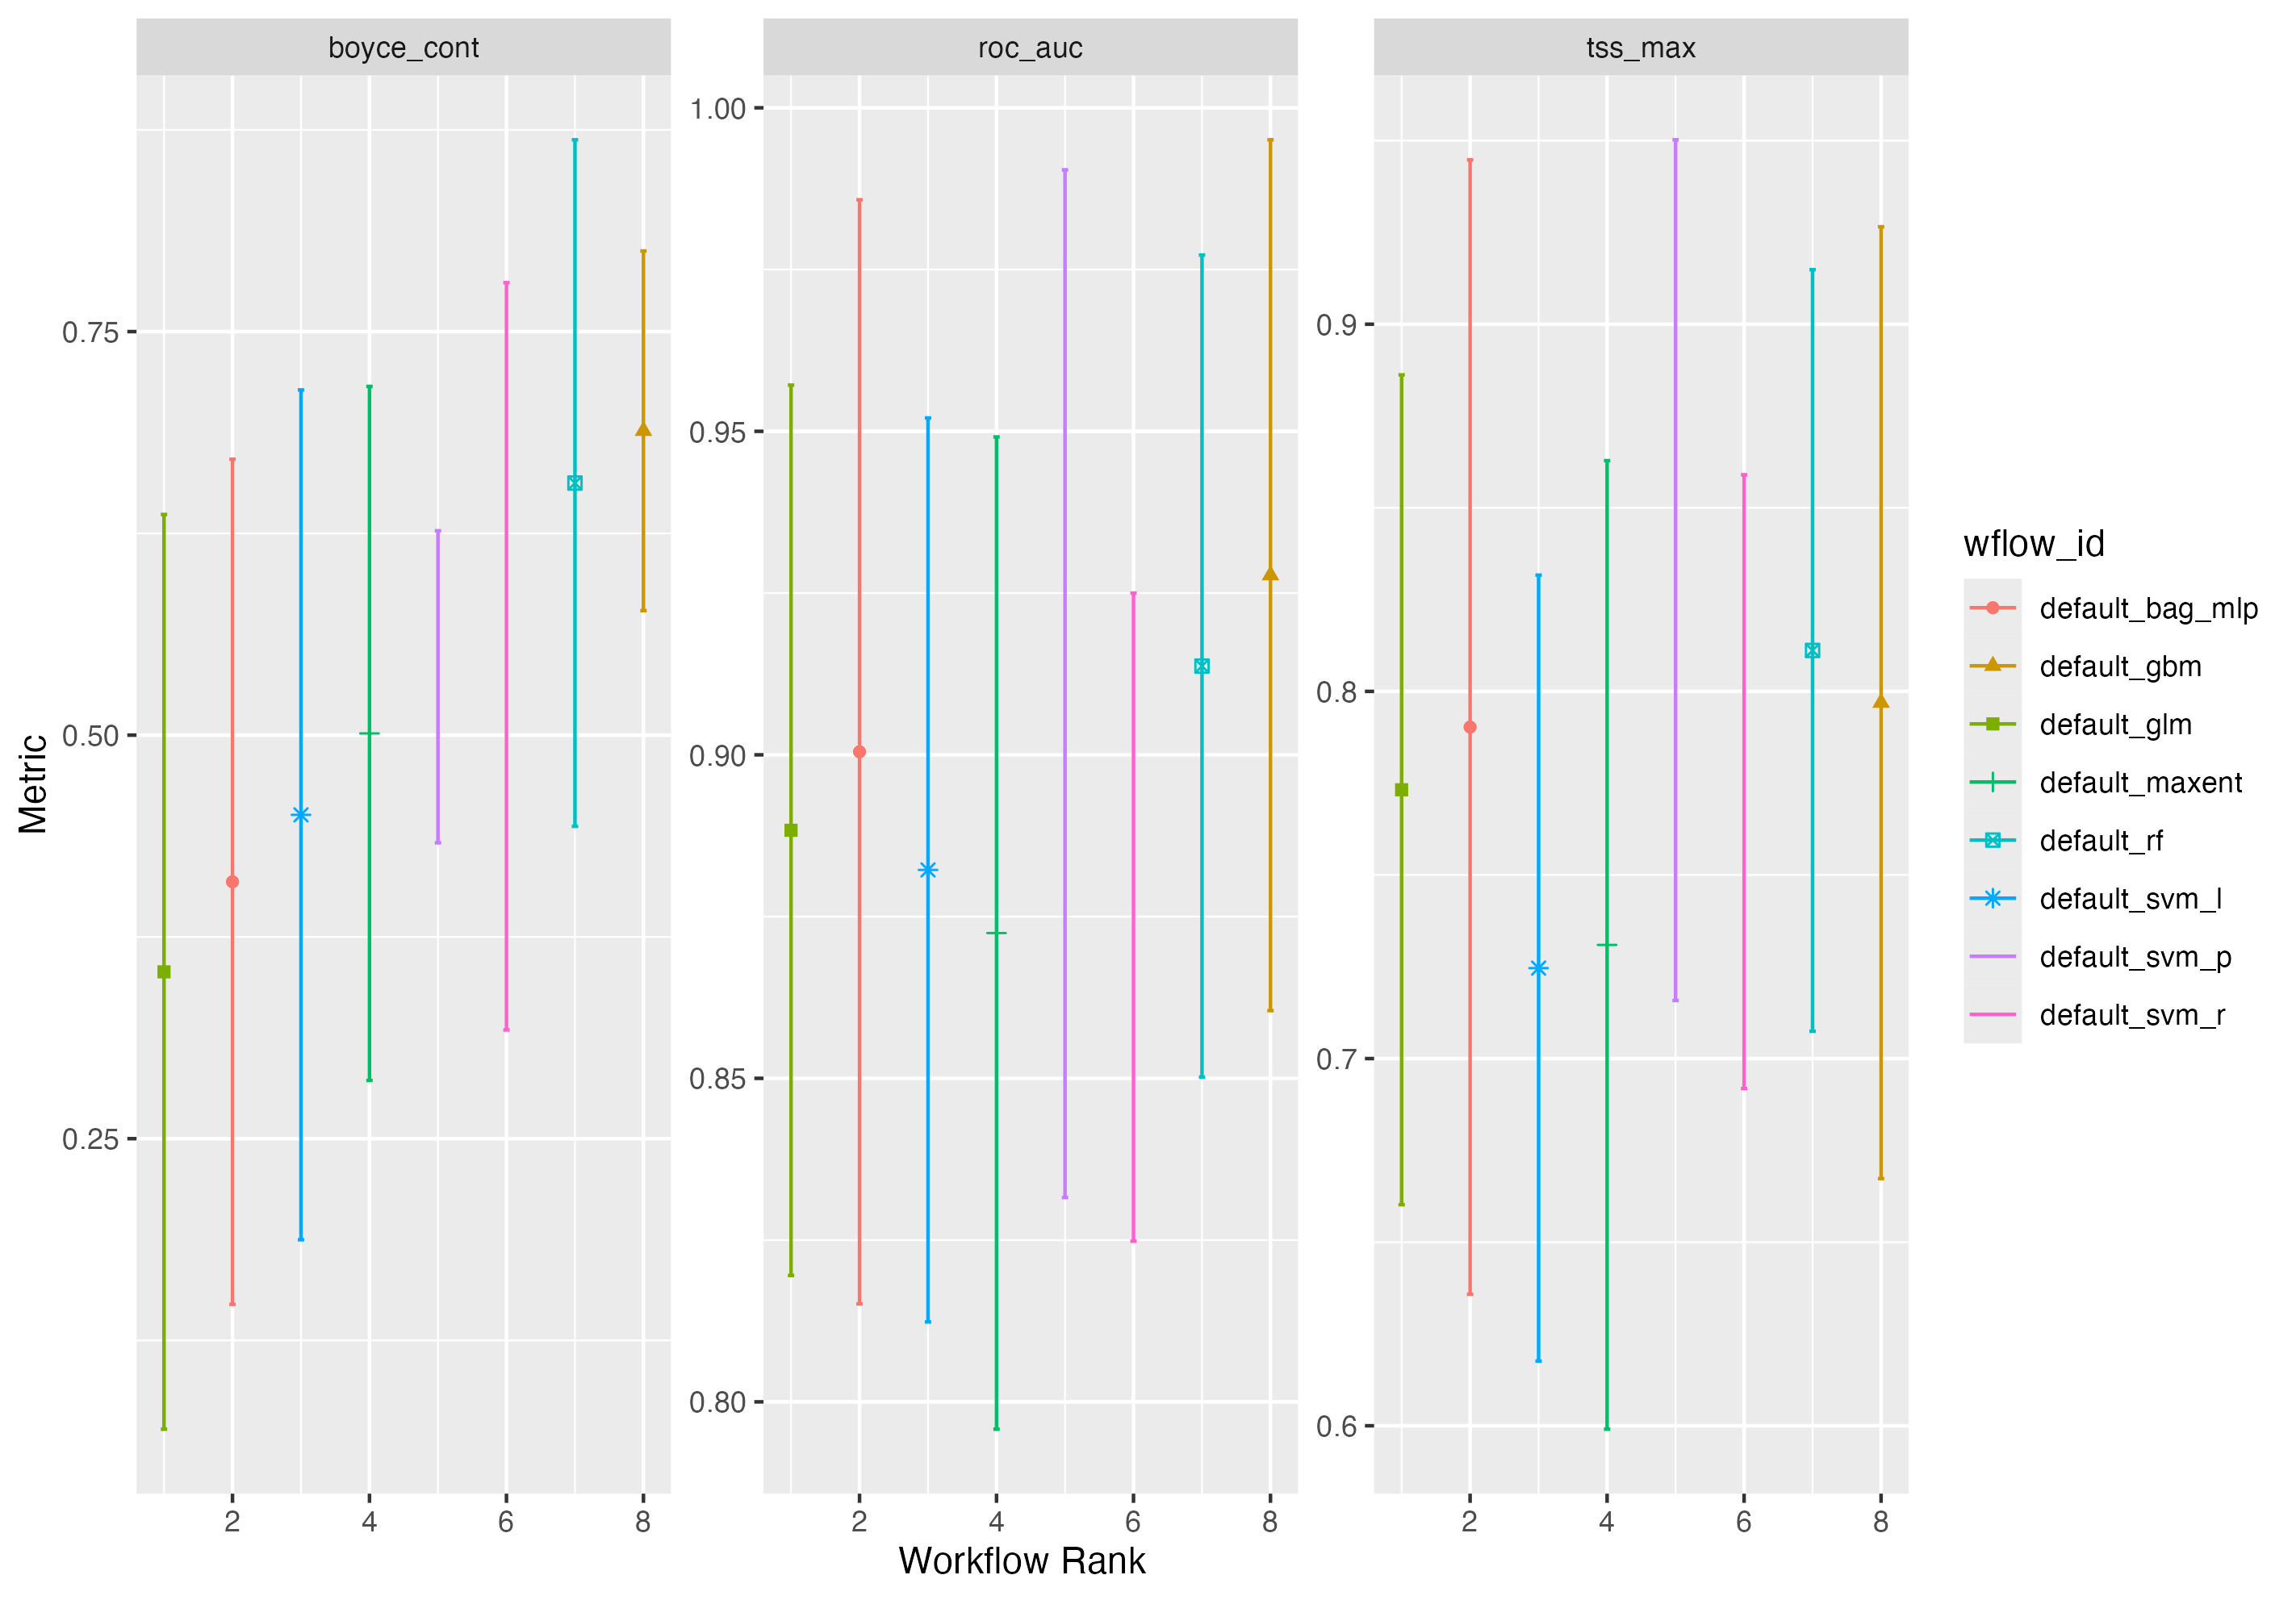 boyce_cont
roc_auc
tss_max
Metric
0.75
0.50
0.25
1.00
0.95
0.90
0.85
0.80
0.9
0.8
0.7
0.6
2 4 6 8
2 4 6 8
2 4 6 8
Workflow Rank
wflow_id
default_bag_mlp
default_gbm
default_glm
default_maxent
default_rf
default_svm_l
default_svm_p
default_svm_r